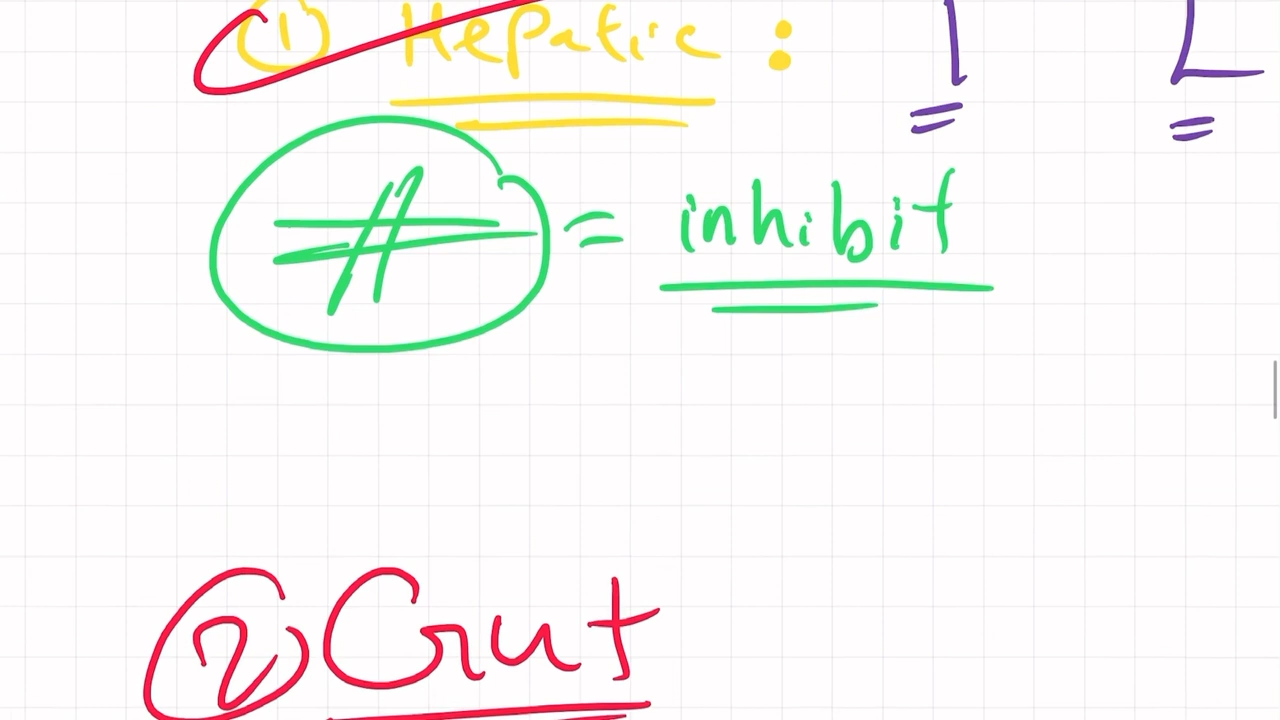 ① Hepatic :
# = inhibit
② Gut